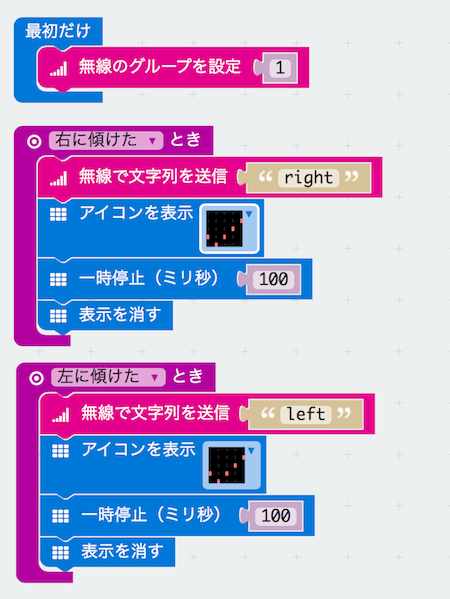 最初だけ
無線のグループを設定 1
右に傾けた ▼ とき
無線で文字列を送信 “ right ”
アイコンを表示
一時停止（ミリ秒） 100
表示を消す
左に傾けた ▼ とき
無線で文字列を送信 “ left ”
アイコンを表示
一時停止（ミリ秒） 100
表示を消す